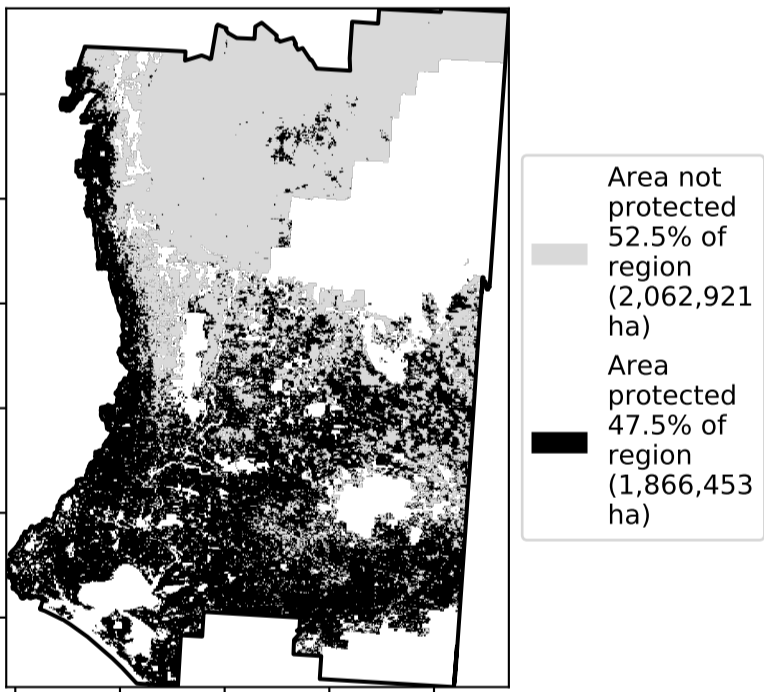 Area not
protected
52.5% of
region
(2,062,921
ha)
Area
protected
47.5% of
region
(1,866,453
ha)